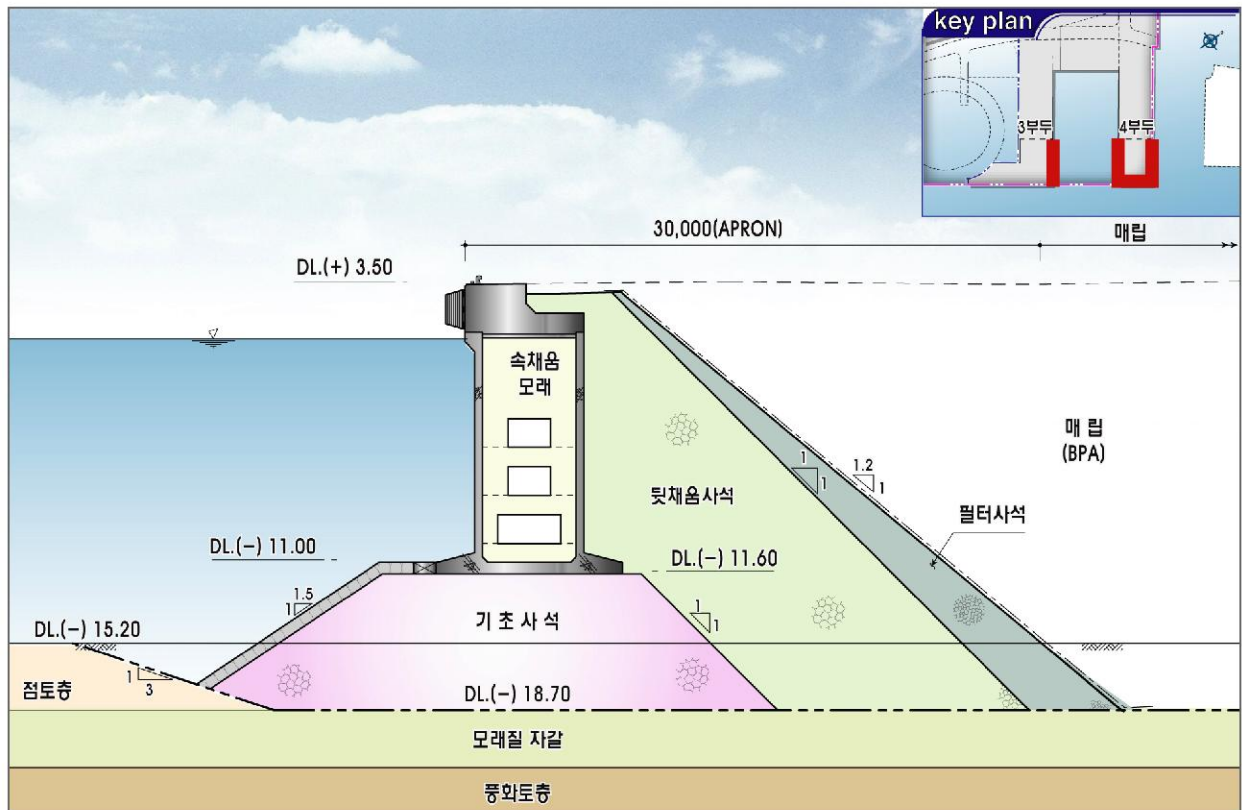 key plan
3부두
4부두
30,000(APRON)
매립
DL.(+) 3.50
속채움
모래
매 립
(BPA)
1
1
1.2
1
뒷채움사석
필터사석
DL.(-) 11.00
DL.(-) 11.60
1.5
1
1
1
기 초 사 석
DL.(-) 15.20
1
3
점토층
DL.(-) 18.70
모래질 자갈
풍화토층